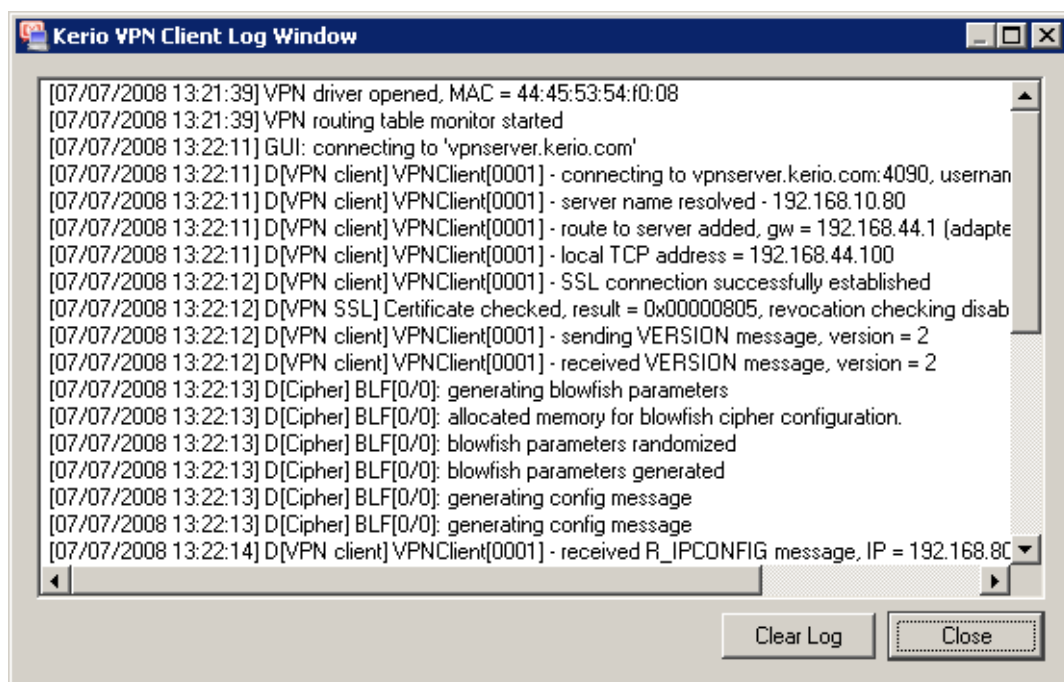 Kerio VPN Client Log Window
[07/07/2008 13:21:39] VPN driver opened, MAC = 44:45:53:54:f0:08
[07/07/2008 13:21:39] VPN routing table monitor started
[07/07/2008 13:22:11] GUI: connecting to 'vpnserver.kerio.com'
[07/07/2008 13:22:11] D[VPN client] VPNClient[0001] - connecting to vpnserver.kerio.com:4090, usernam
[07/07/2008 13:22:11] D[VPN client] VPNClient[0001] - server name resolved - 192.168.10.80
[07/07/2008 13:22:11] D[VPN client] VPNClient[0001] - route to server added, gw = 192.168.44.1 (adapte
[07/07/2008 13:22:11] D[VPN client] VPNClient[0001] - local TCP address = 192.168.44.100
[07/07/2008 13:22:12] D[VPN client] VPNClient[0001] - SSL connection successfully established
[07/07/2008 13:22:12] D[VPN SSL] Certificate checked, result = 0x00000805, revocation checking disab
[07/07/2008 13:22:12] D[VPN client] VPNClient[0001] - sending VERSION message, version = 2
[07/07/2008 13:22:12] D[VPN client] VPNClient[0001] - received VERSION message, version = 2
[07/07/2008 13:22:13] D[Cipher] BLF[0/0]: generating blowfish parameters
[07/07/2008 13:22:13] D[Cipher] BLF[0/0]: allocated memory for blowfish cipher configuration.
[07/07/2008 13:22:13] D[Cipher] BLF[0/0]: blowfish parameters randomized
[07/07/2008 13:22:13] D[Cipher] BLF[0/0]: blowfish parameters generated
[07/07/2008 13:22:13] D[Cipher] BLF[0/0]: generating config message
[07/07/2008 13:22:13] D[Cipher] BLF[0/0]: generating config message
[07/07/2008 13:22:14] D[VPN client] VPNClient[0001] - received R_IPCONFIG message, IP = 192.168.80
Clear Log
Close